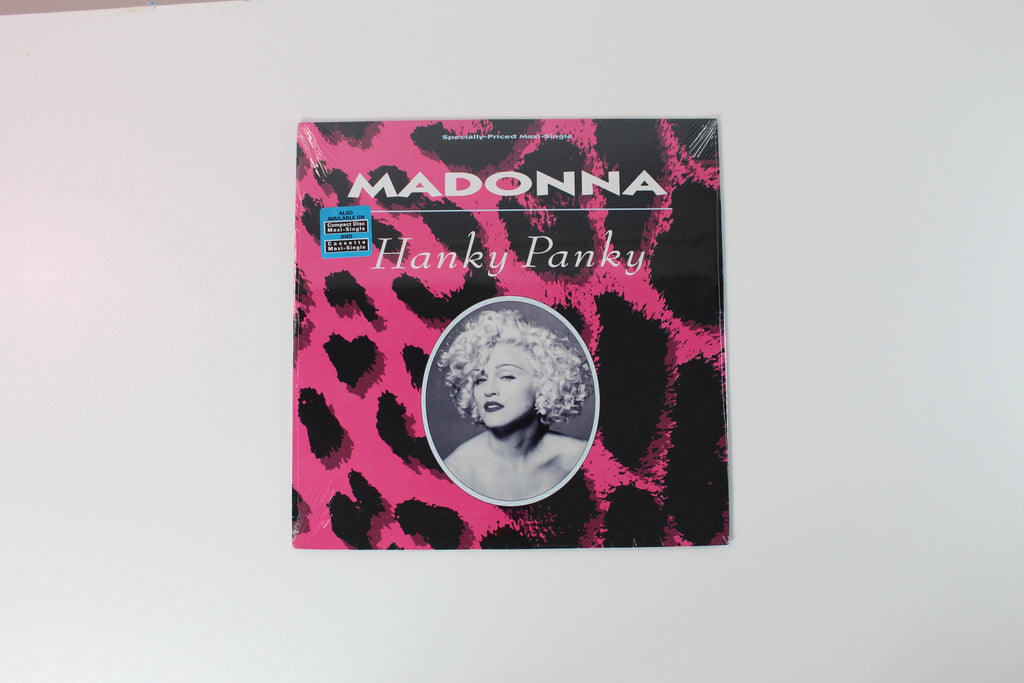 Specially-Priced Maxi-Single
MADONNA
ALSO
AVAILABLE ON
Compact Disc
Maxi-Single
AND
Cassette
Maxi-Single
Hanky Panky